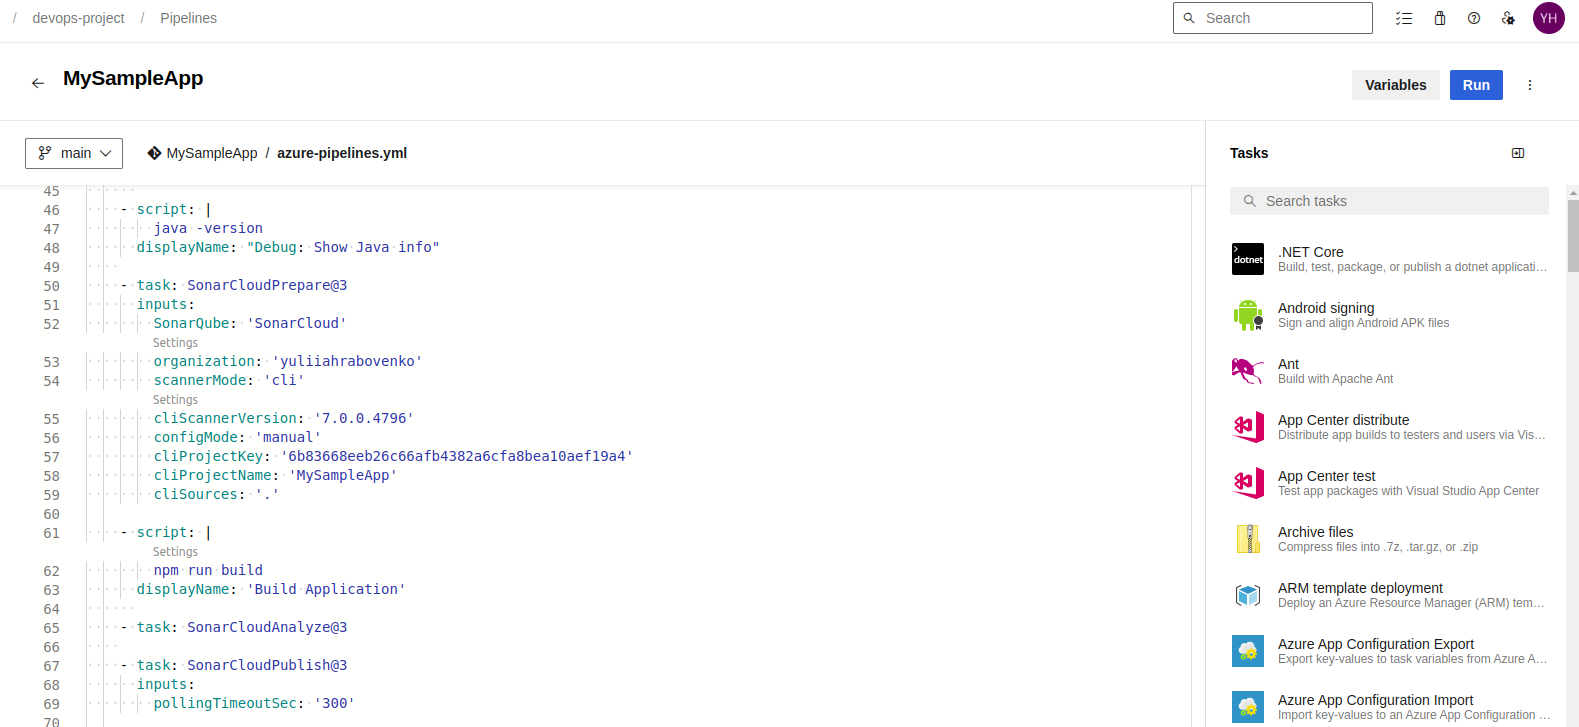 / devops-project / Pipelines
Search
YH
MySampleApp
Variables
Run
main
MySampleApp / azure-pipelines.yml
45
46 - script: |
47 java -version
48 displayName: "Debug: Show Java info"
49
50 - task: SonarCloudPrepare@3
51 inputs:
52 SonarQube: 'SonarCloud'
Settings
53 organization: 'yuliiahrabovenko'
54 scannerMode: 'cli'
Settings
55 cliScannerVersion: '7.0.0.4796'
56 configMode: 'manual'
57 cliProjectKey: '6b83668eeb26c66afb4382a6cfa8bea10aef19a4'
58 cliProjectName: 'MySampleApp'
59 cliSources: '.'
60
61 - script: |
Settings
62 npm run build
63 displayName: 'Build Application'
64
65 - task: SonarCloudAnalyze@3
66
67 - task: SonarCloudPublish@3
68 inputs:
69 pollingTimeoutSec: '300'
70
Tasks
Search tasks
dotnet
.NET Core
Build, test, package, or publish a dotnet applicati...
Android signing
Sign and align Android APK files
Ant
Build with Apache Ant
App Center distribute
Distribute app builds to testers and users via Vis...
App Center test
Test app packages with Visual Studio App Center
Archive files
Compress files into .7z, .tar.gz, or .zip
ARM template deployment
Deploy an Azure Resource Manager (ARM) tem...
Azure App Configuration Export
Export key-values to task variables from Azure A...
Azure App Configuration Import
Import key-values to an Azure App Configuration ...